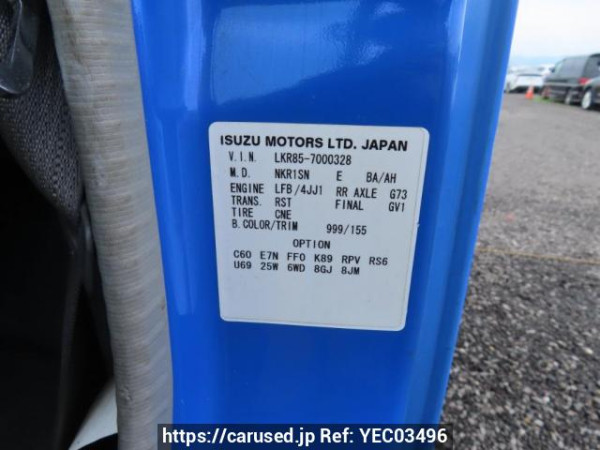 ISUZU MOTORS LTD. JAPAN
V.I.N. LKR85-7000328
M.D. NKR1SN E BA/AH
ENGINE LFB/4JJ1 RR AXLE G73
TRANS. RST FINAL GV1
TIRE CNE
B.COLOR/TRIM 999/155
OPTION
C60 E7N FF0 K89 RPV RS6
U69 25W 6WD 8GJ 8JM
https://carused.jp Ref: YEC03496